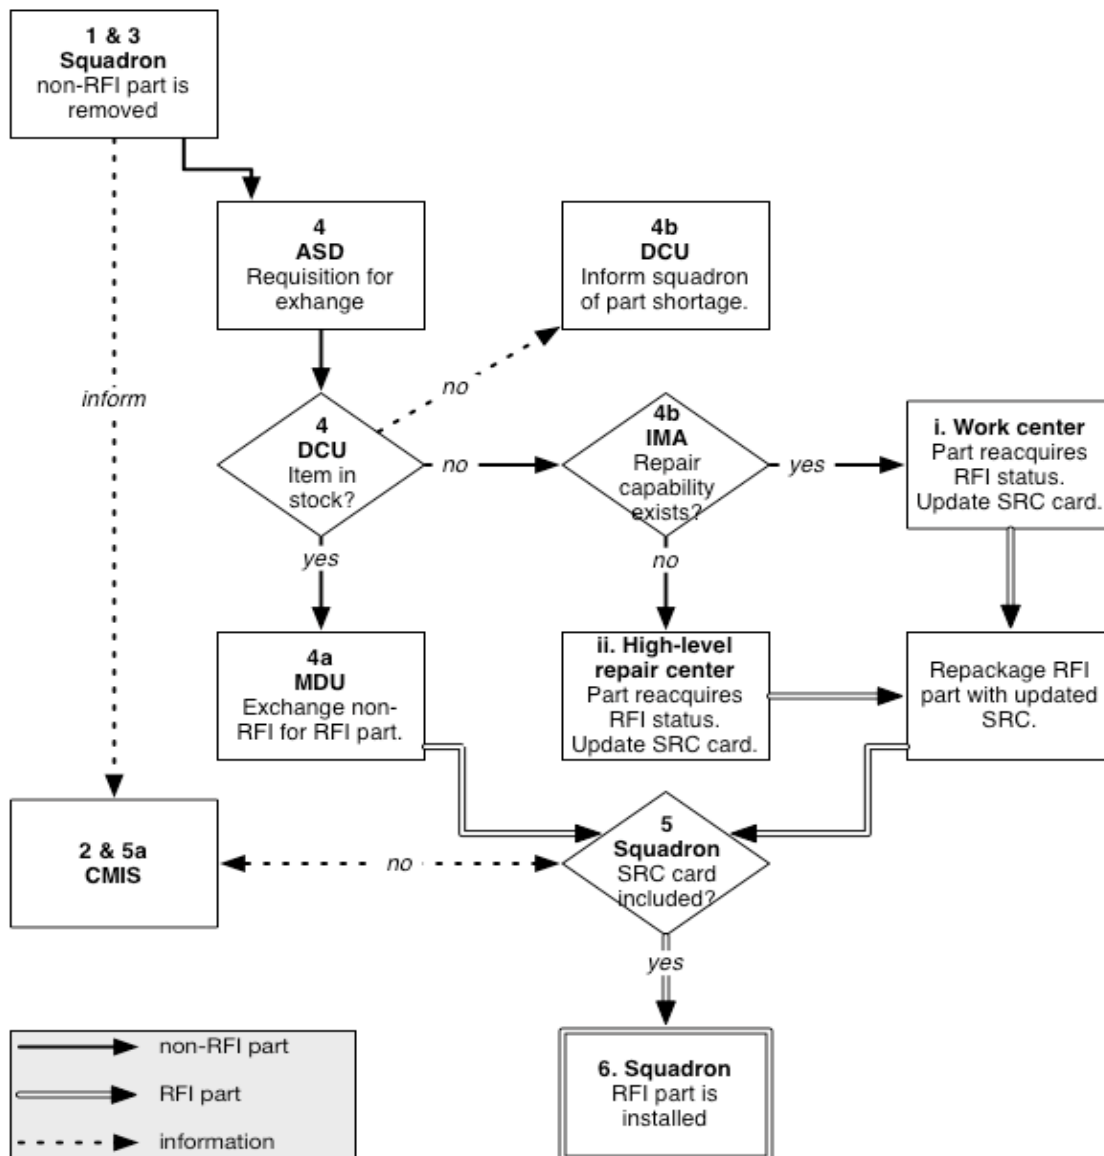 1 & 3
Squadron
non-RFI part is
removed
4
ASD
Requisition for
exhange
4b
DCU
Inform squadron
of part shortage.
inform
no
4
DCU
Item in
stock?
no
4b
IMA
Repair
capability
exists?
yes
i. Work center
Part reacquires
RFI status.
Update SRC card.
yes
no
4a
MDU
Exchange non-
RFI for RFI part.
ii. High-level
repair center
Part reacquires
RFI status.
Update SRC card.
Repackage RFI
part with updated
SRC.
2 & 5a
CMIS
no
5
Squadron
SRC card
included?
yes
6. Squadron
RFI part is
installed
non-RFI part
RFI part
information